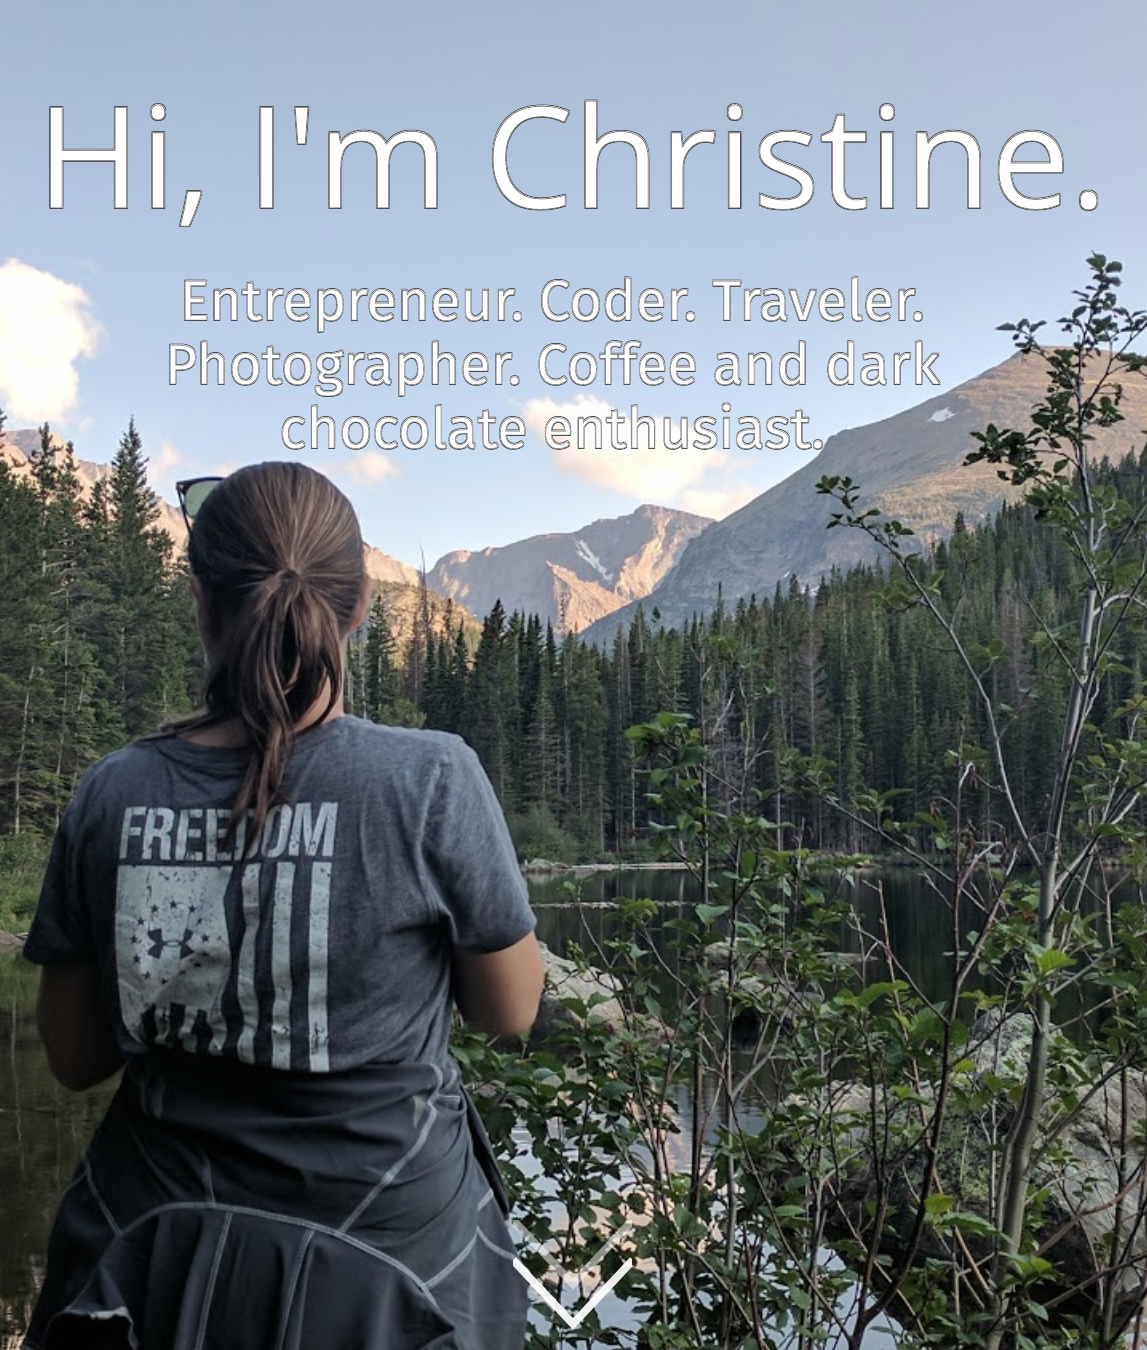 Hi, I'm Christine.
Entrepreneur. Coder. Traveler.
Photographer. Coffee and dark
chocolate enthusiast.
FREEDOM